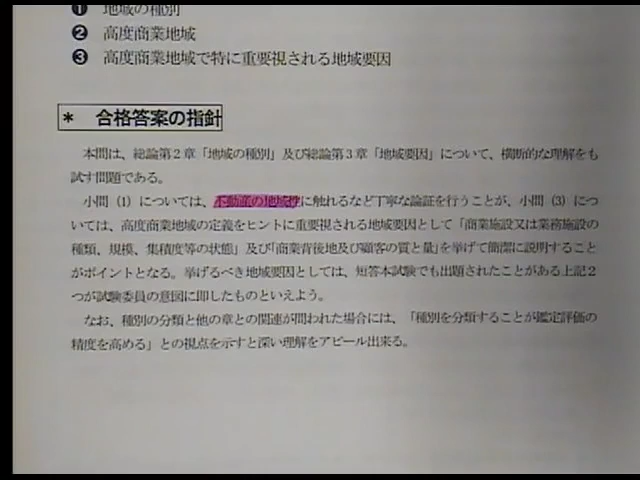 ❶ 地域の種別
❷ 高度商業地域
❸ 高度商業地域で特に重要視される地域要因
＊ 合格答案の指針
本問は、総論第２章「地域の種別」及び総論第３章「地域要因」について、横断的な理解をも
試す問題である。
小問（1）については、不動産の地域性に触れるなど丁寧な論証を行うことが、小問（3）につ
いては、高度商業地域の定義をヒントに重要視される地域要因として「商業施設又は業務施設の
種類、規模、集積度等の状態」及び「商業背後地及び顧客の質と量」を挙げて簡潔に説明すること
がポイントとなる。挙げるべき地域要因としては、短答本試験でも出題されたことがある上記２
つが試験委員の意図に即したものといえよう。
なお、種別の分類と他の章との関連が問われた場合には、「種別を分類することが鑑定評価の
精度を高める」との視点を示すと深い理解をアピール出来る。